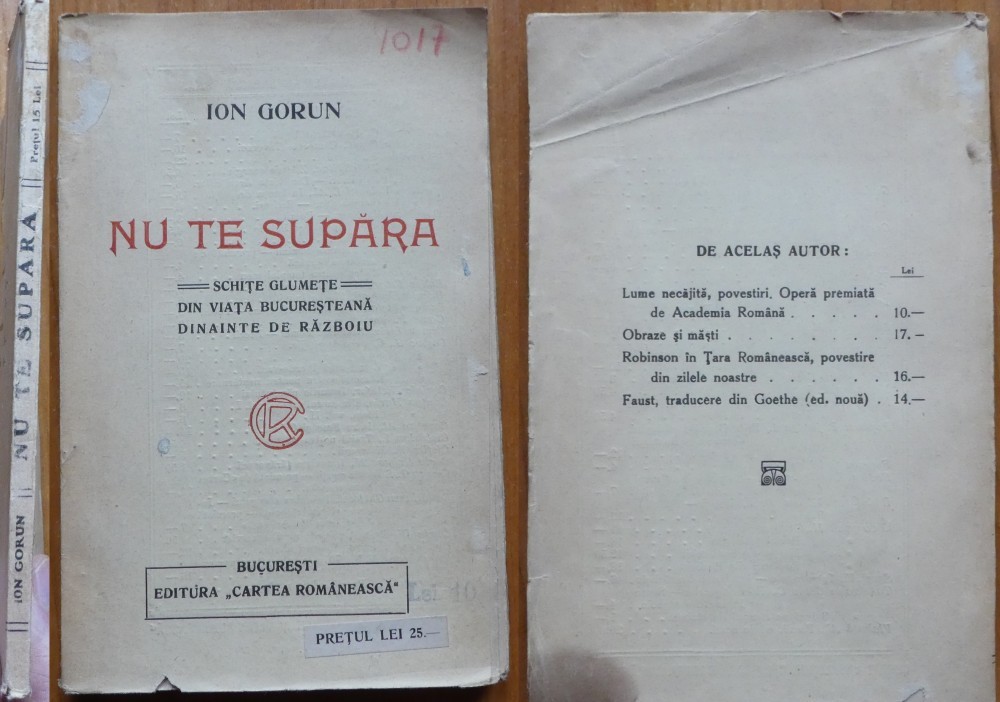 ION GORUN || NU TE SUPARA || Prețul 15 Lei
1017
ION GORUN
NU TE SUPĂRA
SCHIȚE GLUMEȚE
DIN VIAȚA BUCUREȘTEANĂ
DINAINTE DE RĂZBOIU
CR
BUCUREȘTI
EDITURA „CARTEA ROMÂNEASCĂ"
Lei 10
PREȚUL LEI 25.—
DE ACELAȘ AUTOR:
Lei
Lume necăjită, povestiri. Operă premiată
de Academia Română . . . . . 10.—
Obraze și măști . . . . . . . . 17.—
Robinson în Țara Românească, povestire
din zilele noastre . . . . . . 16.—
Faust, traducere din Goethe (ed. nouă) . 14.—